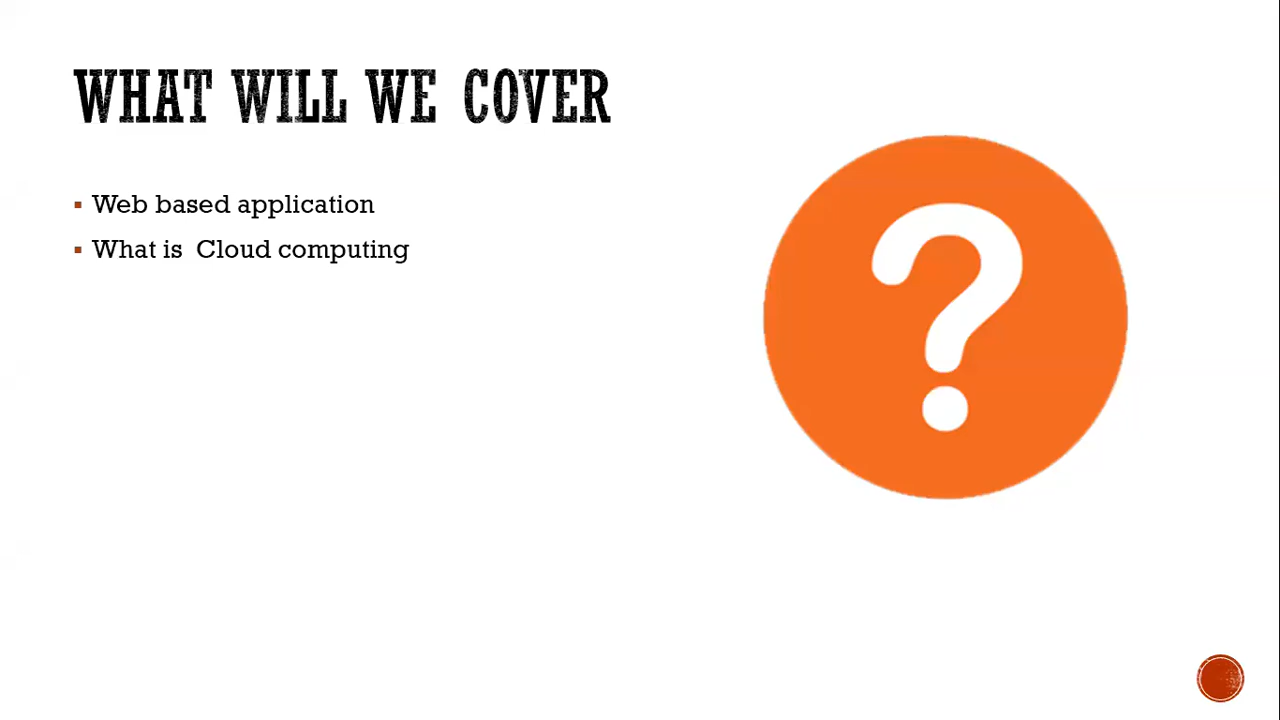 WHAT WILL WE COVER
▪ Web based application
▪ What is  Cloud computing
?